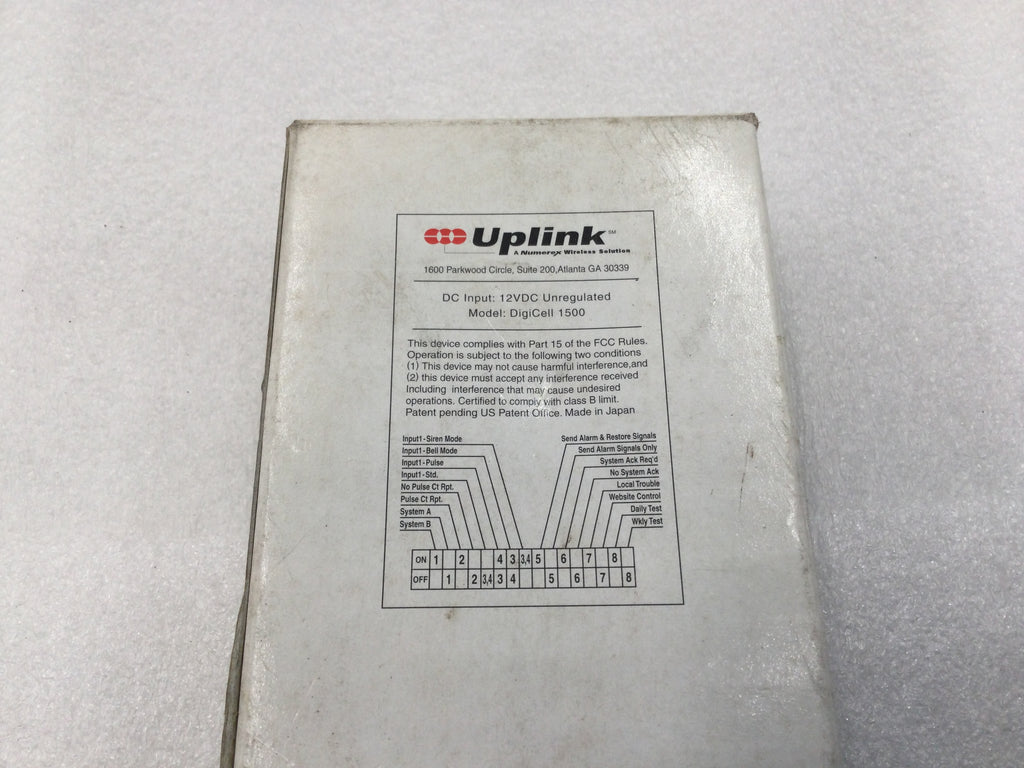 Uplink SM
A Numerex Wireless Solution
1600 Parkwood Circle, Suite 200,Atlanta GA 30339
DC Input: 12VDC Unregulated
Model: DigiCell 1500
This device complies with Part 15 of the FCC Rules.
Operation is subject to the following two conditions
(1) This device may not cause harmful interference,and
(2) this device must accept any interference received
Including interference that may cause undesired
operations. Certified to comply with class B limit.
Patent pending US Patent Office. Made in Japan
Input1-Siren Mode
Input1-Bell Mode
Input1-Pulse
Input1-Std.
No Pulse Ct Rpt.
Pulse Ct Rpt.
System A
System B
Send Alarm & Restore Signals
Send Alarm Signals Only
System Ack Req'd
No System Ack
Local Trouble
Website Control
Daily Test
Wkly Test
ON 1 2 4 3 3,4 5 6 7 8
OFF 1 2 3,4 3 4 5 6 7 8